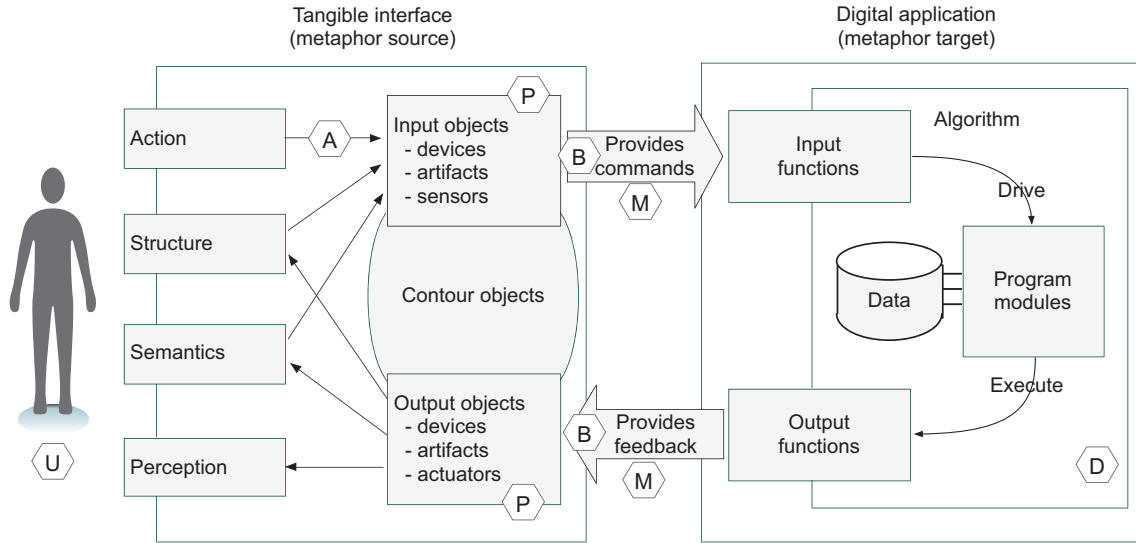 Tangible interface
(metaphor source)
Digital application
(metaphor target)
Action
A
P
Input objects
- devices
- artifacts
- sensors
B
Provides
commands
M
Input
functions
Algorithm
Drive
Structure
Contour objects
Data
Program
modules
Semantics
Execute
Output objects
- devices
- artifacts
- actuators
P
B
Provides
feedback
M
Output
functions
D
Perception
U